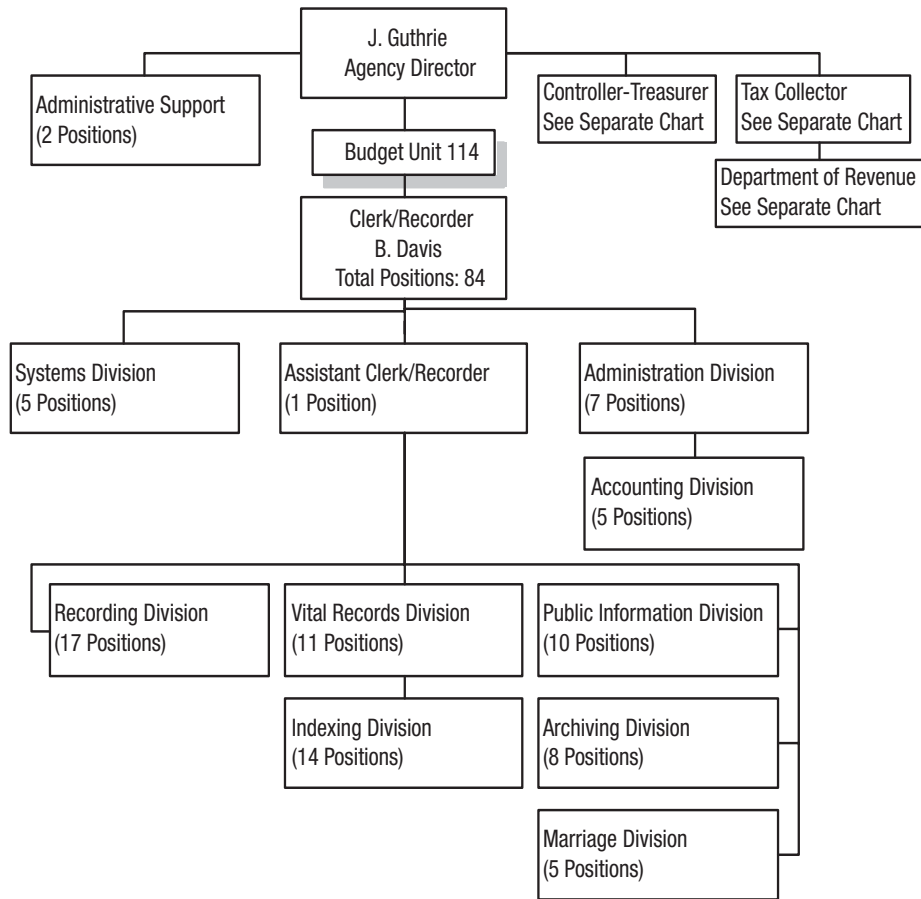 J. Guthrie
Agency Director
Administrative Support
(2 Positions)
Controller-Treasurer
See Separate Chart
Tax Collector
See Separate Chart
Budget Unit 114
Department of Revenue
See Separate Chart
Clerk/Recorder
B. Davis
Total Positions: 84
Systems Division
(5 Positions)
Assistant Clerk/Recorder
(1 Position)
Administration Division
(7 Positions)
Accounting Division
(5 Positions)
Recording Division
(17 Positions)
Vital Records Division
(11 Positions)
Public Information Division
(10 Positions)
Indexing Division
(14 Positions)
Archiving Division
(8 Positions)
Marriage Division
(5 Positions)